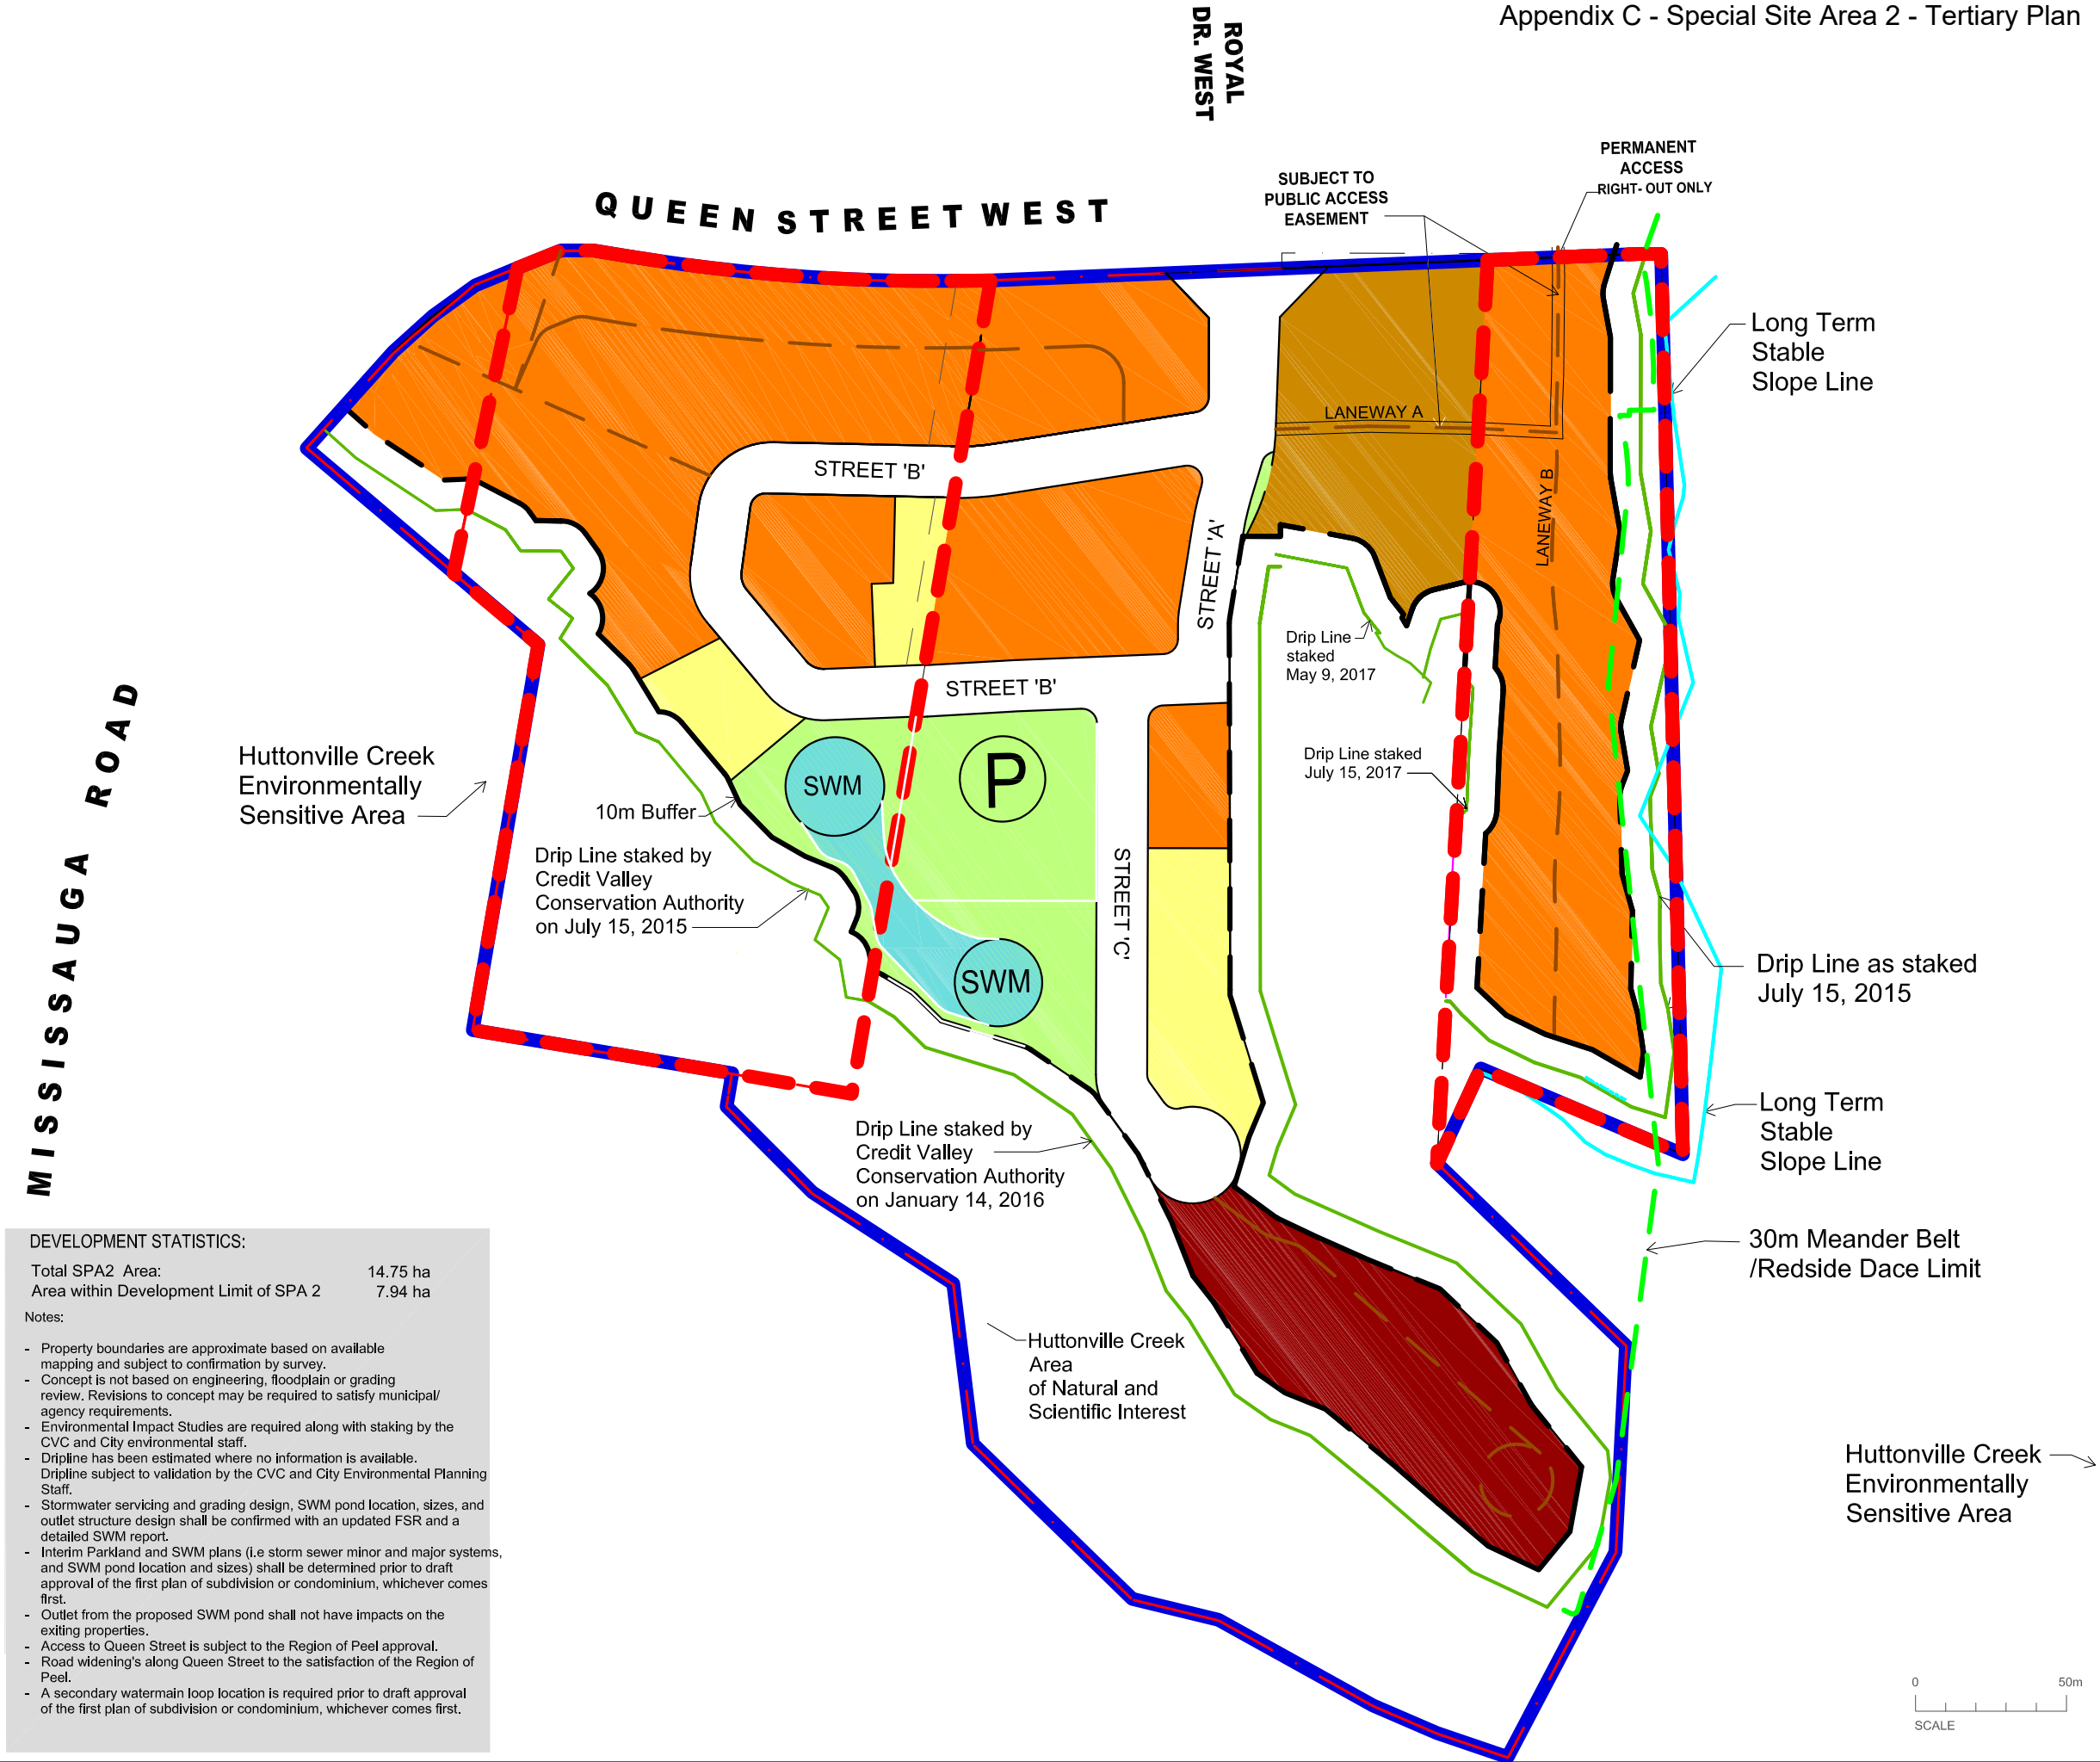 Appendix C - Special Site Area 2 - Tertiary Plan
ROYAL
DR. WEST
QUEEN STREET WEST
SUBJECT TO
PUBLIC ACCESS
EASEMENT
PERMANENT
ACCESS
RIGHT- OUT ONLY
Long Term
Stable
Slope Line
LANEWAY A
LANEWAY B
STREET 'B'
STREET 'A'
Drip Line
staked
May 9, 2017
STREET 'B'
MISSISSAUGA ROAD
Huttonville Creek
Environmentally
Sensitive Area
Drip Line staked
July 15, 2017
SWM
P
10m Buffer
Drip Line staked by
Credit Valley
Conservation Authority
on July 15, 2015
STREET 'C'
SWM
Drip Line as staked
July 15, 2015
Drip Line staked by
Credit Valley
Conservation Authority
on January 14, 2016
Long Term
Stable
Slope Line
30m Meander Belt
/Redside Dace Limit
Huttonville Creek
Area
of Natural and
Scientific Interest
Huttonville Creek
Environmentally
Sensitive Area
DEVELOPMENT STATISTICS:
Total SPA2 Area: 14.75 ha
Area within Development Limit of SPA 2 7.94 ha
Notes:
- Property boundaries are approximate based on available
mapping and subject to confirmation by survey.
- Concept is not based on engineering, floodplain or grading
review. Revisions to concept may be required to satisfy municipal/
agency requirements.
- Environmental Impact Studies are required along with staking by the
CVC and City environmental staff.
- Dripline has been estimated where no information is available.
Dripline subject to validation by the CVC and City Environmental Planning
Staff.
- Stormwater servicing and grading design, SWM pond location, sizes, and
outlet structure design shall be confirmed with an updated FSR and a
detailed SWM report.
- Interim Parkland and SWM plans (i.e storm sewer minor and major systems,
and SWM pond location and sizes) shall be determined prior to draft
approval of the first plan of subdivision or condominium, whichever comes
first.
- Outlet from the proposed SWM pond shall not have impacts on the
exiting properties.
- Access to Queen Street is subject to the Region of Peel approval.
- Road widening's along Queen Street to the satisfaction of the Region of
Peel.
- A secondary watermain loop location is required prior to draft approval
of the first plan of subdivision or condominium, whichever comes first.
0 50m
SCALE